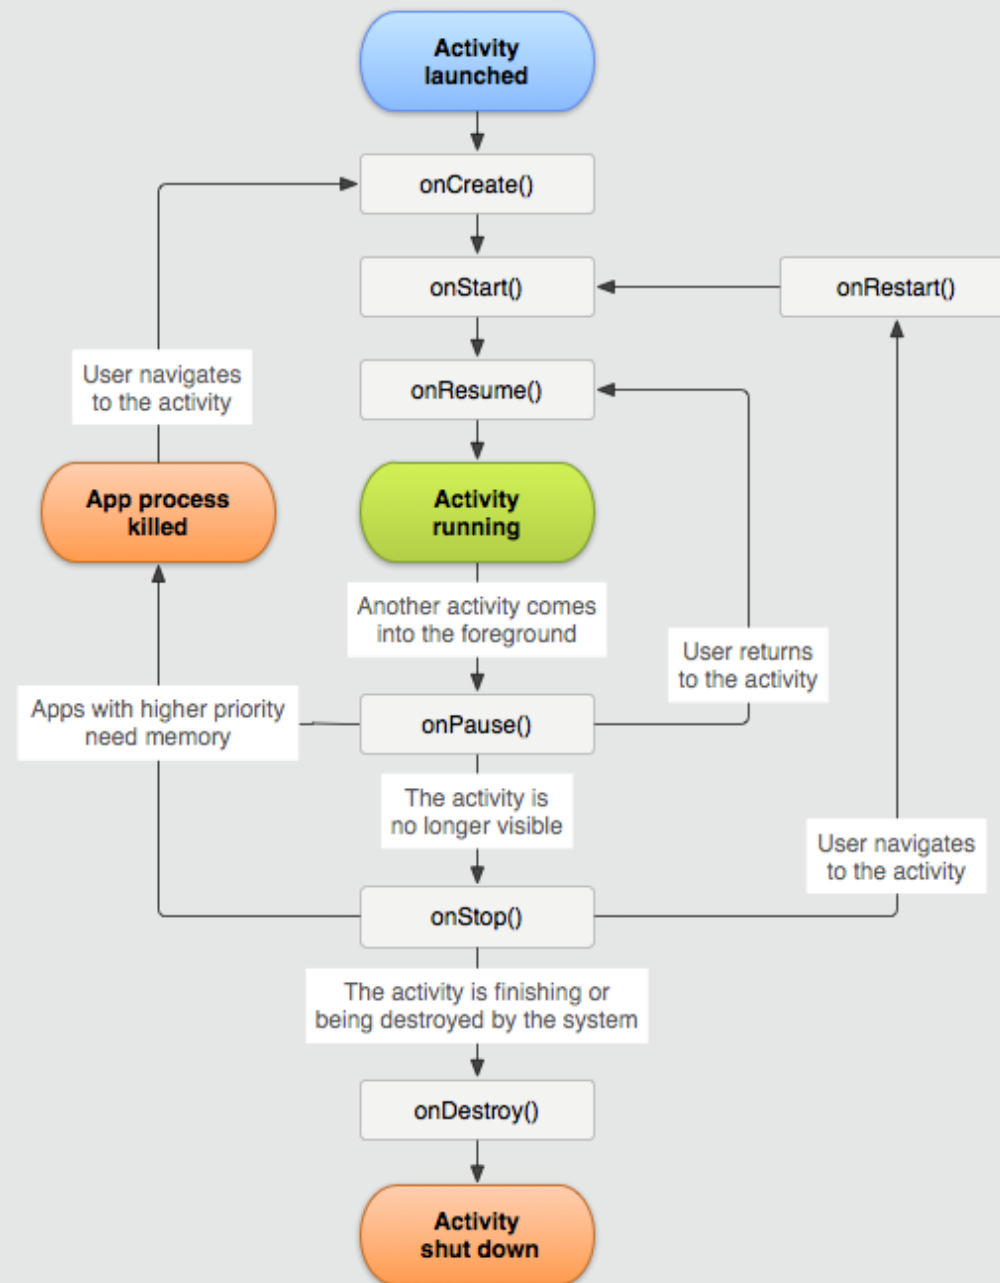 Activity
launched
onCreate()
onStart()
onRestart()
User navigates
to the activity
onResume()
App process
killed
Activity
running
Another activity comes
into the foreground
User returns
to the activity
Apps with higher priority
need memory
onPause()
The activity is
no longer visible
User navigates
to the activity
onStop()
The activity is finishing or
being destroyed by the system
onDestroy()
Activity
shut down